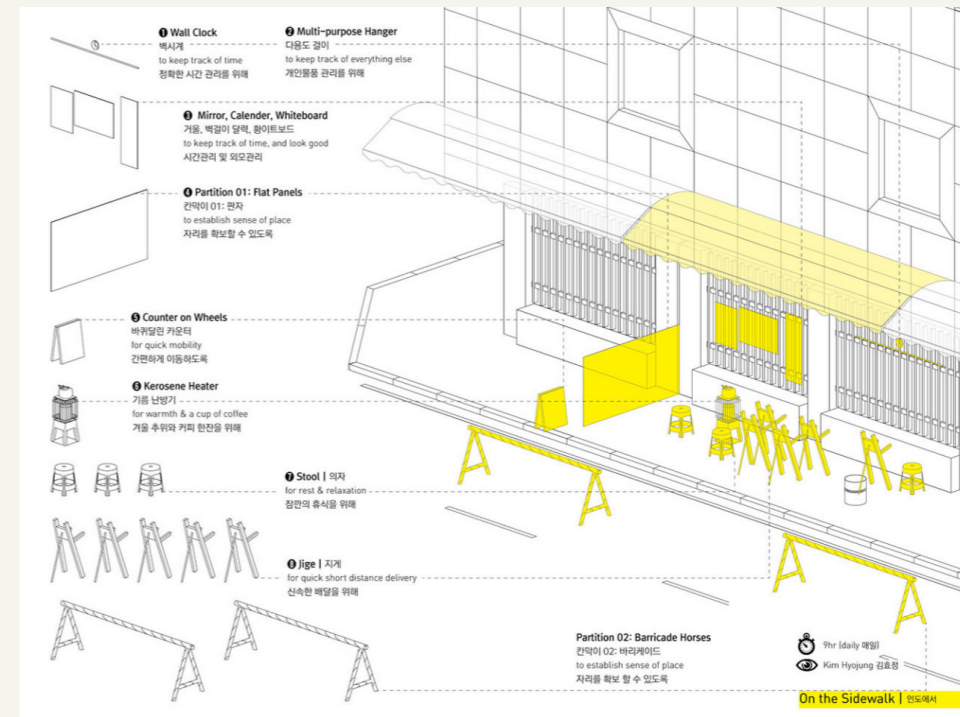 ❶ Wall Clock
벽시계
to keep track of time
정확한 시간 관리를 위해
❷ Multi-purpose Hanger
다용도 걸이
to keep track of everything else
개인물품 관리를 위해
❸ Mirror, Calender, Whiteboard
거울, 벽걸이 달력, 화이트보드
to keep track of time, and look good
시간관리 및 외모관리
❹ Partition 01: Flat Panels
칸막이 01: 판자
to establish sense of place
자리를 확보할 수 있도록
❺ Counter on Wheels
바퀴달린 카운터
for quick mobility
간편하게 이동하도록
❻ Kerosene Heater
기름 난방기
for warmth & a cup of coffee
겨울 추위와 커피 한잔을 위해
❼ Stool | 의자
for rest & relaxation
잠깐의 휴식을 위해
❽ Jige | 지게
for quick short distance delivery
신속한 배달을 위해
Partition 02: Barricade Horses
칸막이 02: 바리케이드
to establish sense of place
자리를 확보 할 수 있도록
9hr (daily 매일)
Kim Hyojung 김효정
On the Sidewalk | 인도에서